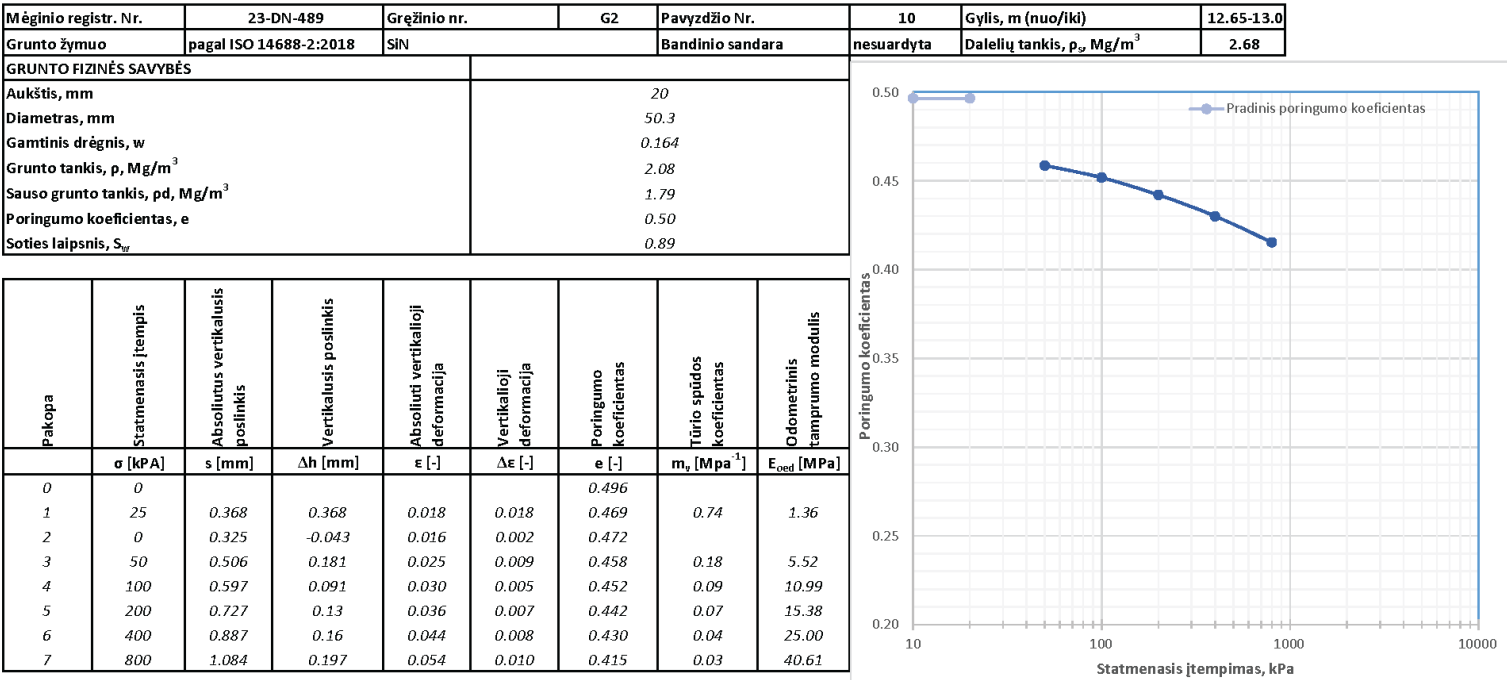 Mėginio registr. Nr. 23-DN-489 Gręžinio nr. G2 Pavyzdžio Nr. 10 Gylis, m (nuo/iki) 12.65-13.0
Grunto žymuo pagal ISO 14688-2:2018 SiN Bandinio sandara nesuardyta Dalelių tankis, ρs, Mg/m³ 2.68
GRUNTO FIZINĖS SAVYBĖS
Aukštis, mm 20
Diametras, mm 50.3
Gamtinis drėgnis, w 0.164
Grunto tankis, ρ, Mg/m³ 2.08
Sauso grunto tankis, ρd, Mg/m³ 1.79
Poringumo koeficientas, e 0.50
Soties laipsnis, Sw 0.89
Pakopa
Statmenasis įtempis
Absoliutus vertikalusis poslinkis
Vertikalusis poslinkis
Absoliuti vertikalioji deformacija
Vertikalioji deformacija
Poringumo koeficientas
Tūrio spūdos koeficientas
Odometrinis tamprumo modulis
σ [kPA] s [mm] Δh [mm] ε [-] Δε [-] e [-] mv [Mpa⁻¹] Eoed [MPa]
0 0 0.496
1 25 0.368 0.368 0.018 0.018 0.469 0.74 1.36
2 0 0.325 -0.043 0.016 0.002 0.472
3 50 0.506 0.181 0.025 0.009 0.458 0.18 5.52
4 100 0.597 0.091 0.030 0.005 0.452 0.09 10.99
5 200 0.727 0.13 0.036 0.007 0.442 0.07 15.38
6 400 0.887 0.16 0.044 0.008 0.430 0.04 25.00
7 800 1.084 0.197 0.054 0.010 0.415 0.03 40.61
Pradinis poringumo koeficientas
Poringumo koeficientas
0.50
0.45
0.40
0.35
0.30
0.25
0.20
10 100 1000 10000
Statmenasis įtempimas, kPa